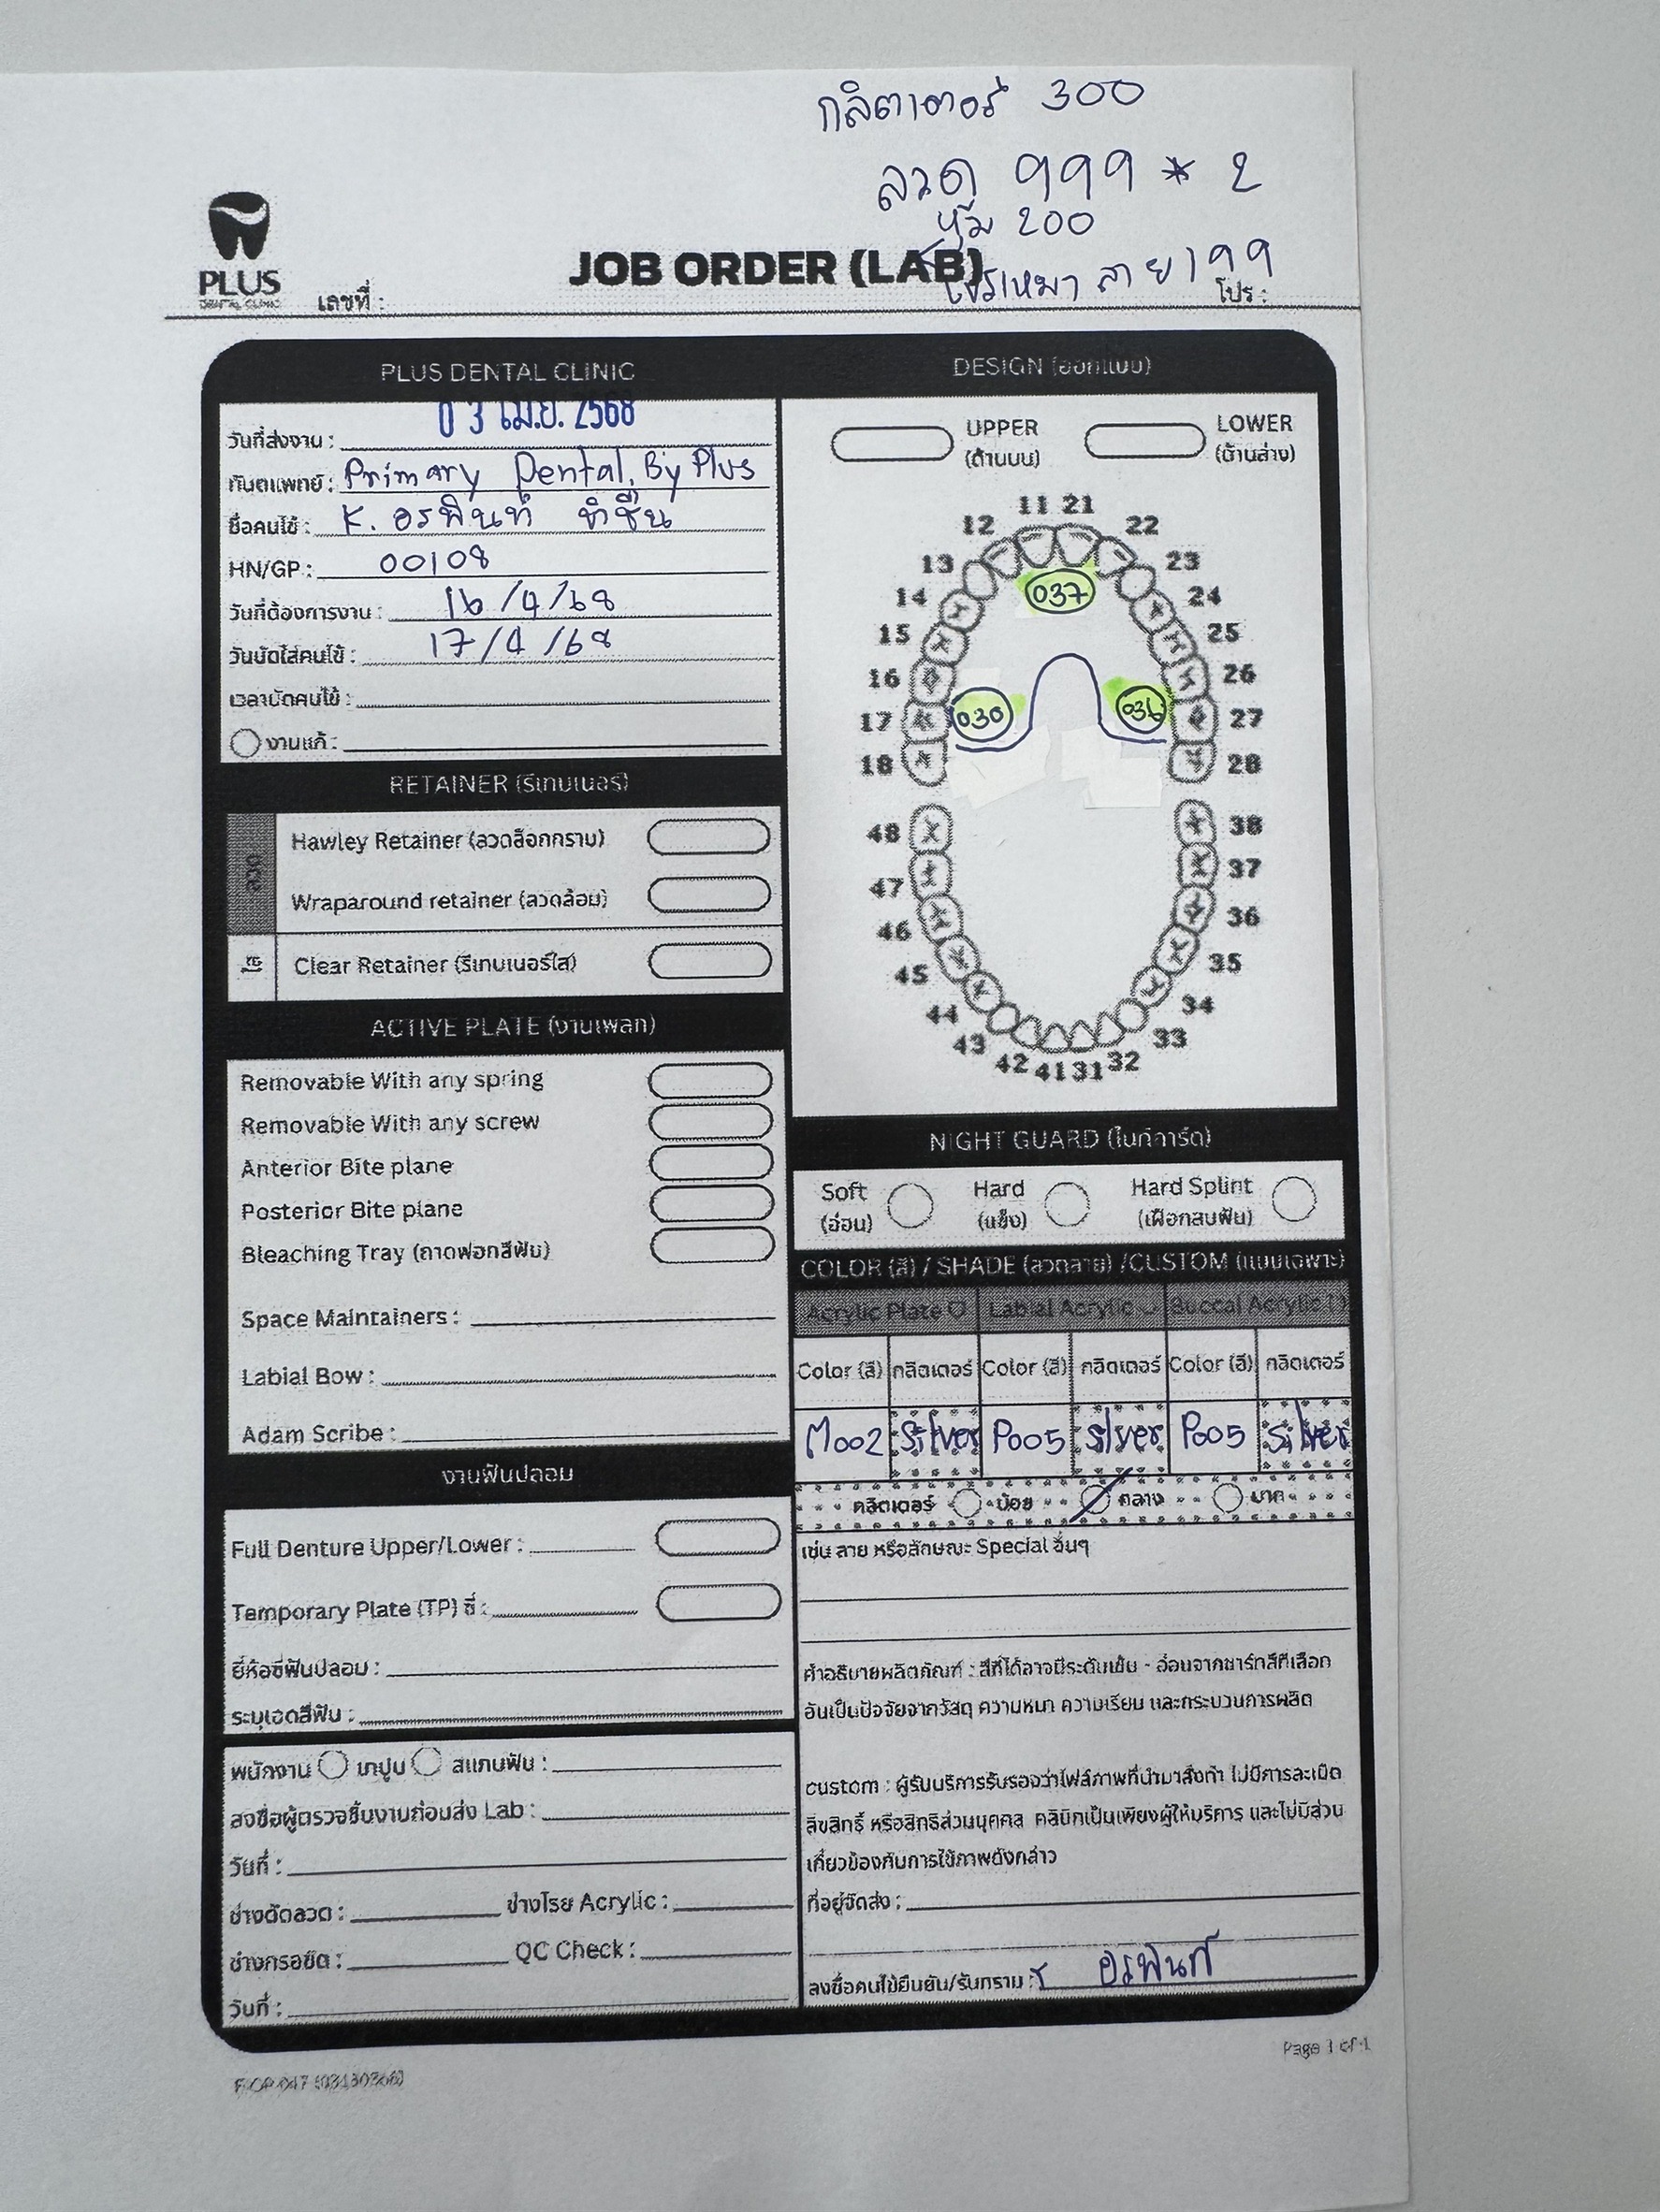 กลิตเตอร์ 300
ลวด 999 * 2
หุ้ม 200
โปรเหมาลาย 199
PLUS
DENTAL CLINIC
เลขที่ :
JOB ORDER (LAB)
โปร :
PLUS DENTAL CLINIC
วันที่ส่งงาน : 03 เม.ย. 2568
ทันตแพทย์ : Primary Dental By Plus
ชื่อคนไข้ : K. อรพินท์
HN/GP : 00108
วันที่ต้องการงาน : 16/4/68
วันนัดใส่คนไข้ : 17/4/68
เวลานัดคนไข้ :
งานแก้ :
RETAINER (รีเทนเนอร์)
ลวด
Hawley Retainer (ลวดล็อกกราม)
Wraparound retainer (ลวดล้อม)
ใส
Clear Retainer (รีเทนเนอร์ใส)
ACTIVE PLATE (งานเพลท)
Removable With any spring
Removable With any screw
Anterior Bite plane
Posterior Bite plane
Bleaching Tray (ถาดฟอกสีฟัน)
Space Maintainers :
Labial Bow :
Adam Scribe :
งานฟันปลอม
Full Denture Upper/Lower :
Temporary Plate (TP) ซี่ :
ยี่ห้อซี่ฟันปลอม :
ระบุเฉดสีฟัน :
พนักงาน เทปูน สแกนฟัน :
ลงชื่อผู้ตรวจชิ้นงานก่อนส่ง Lab :
วันที่ :
ช่างดัดลวด : ช่างโรย Acrylic :
ช่างกรอขัด : QC Check :
วันที่ :
DESIGN (ออกแบบ)
UPPER LOWER
(ด้านบน) (ด้านล่าง)
11 21
12 22
13 23
037
14 24
15 25
16 26
17 030 036 27
18 28
48 38
47 37
46 36
45 35
44 34
43 33
42 41 31 32
NIGHT GUARD (ไนท์การ์ด)
Soft Hard Hard Splint
(อ่อน) (แข็ง) (เฝือกสบฟัน)
COLOR (สี) / SHADE (ลวดลาย) /CUSTOM (แบบเฉพาะ)
Acrylic Plate Labial Acrylic Buccal Acrylic
Color (สี) กลิตเตอร์ Color (สี) กลิตเตอร์ Color (สี) กลิตเตอร์
M002 Silver P005 silver P005 silver
กลิตเตอร์ น้อย กลาง มาก
เช่น ลาย หรือลักษณะ Special อื่นๆ
คำอธิบายผลิตภัณฑ์ : สีที่ได้อาจมีระดับเข้ม - อ่อนจากชาร์ทสีที่เลือก
อันเป็นปัจจัยจากวัสดุ ความหนา ความเรียบ และกระบวนการผลิต
custom : ผู้รับบริการรับรองว่าไฟล์ภาพที่นำมาสั่งทำ ไม่มีการละเมิด
ลิขสิทธิ์ หรือสิทธิส่วนบุคคล คลินิกเป็นเพียงผู้ให้บริการ และไม่มีส่วน
เกี่ยวข้องกับการใช้ภาพดังกล่าว
ที่อยู่จัดส่ง :
ลงชื่อคนไข้ยืนยัน/รับทราบ : อรพินท์
Page 1 of 1